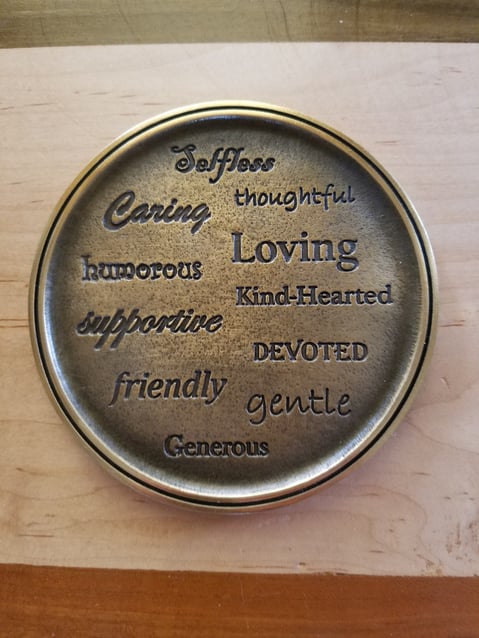 Selfless
Caring
thoughtful
Loving
humorous
Kind-Hearted
supportive
DEVOTED
friendly
gentle
Generous